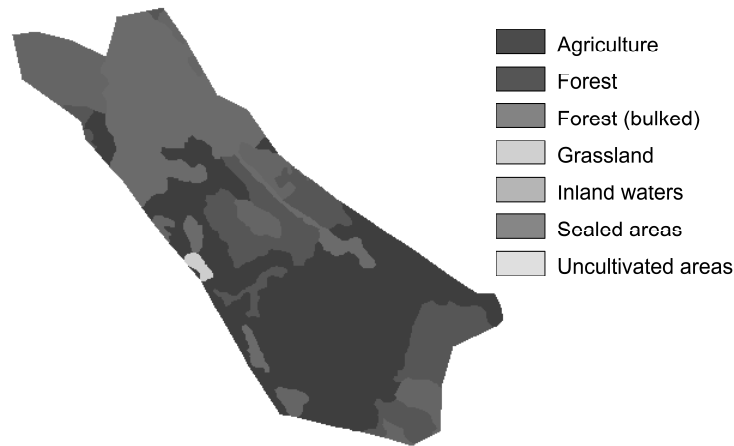 Agriculture
Forest
Forest (bulked)
Grassland
Inland waters
Sealed areas
Uncultivated areas